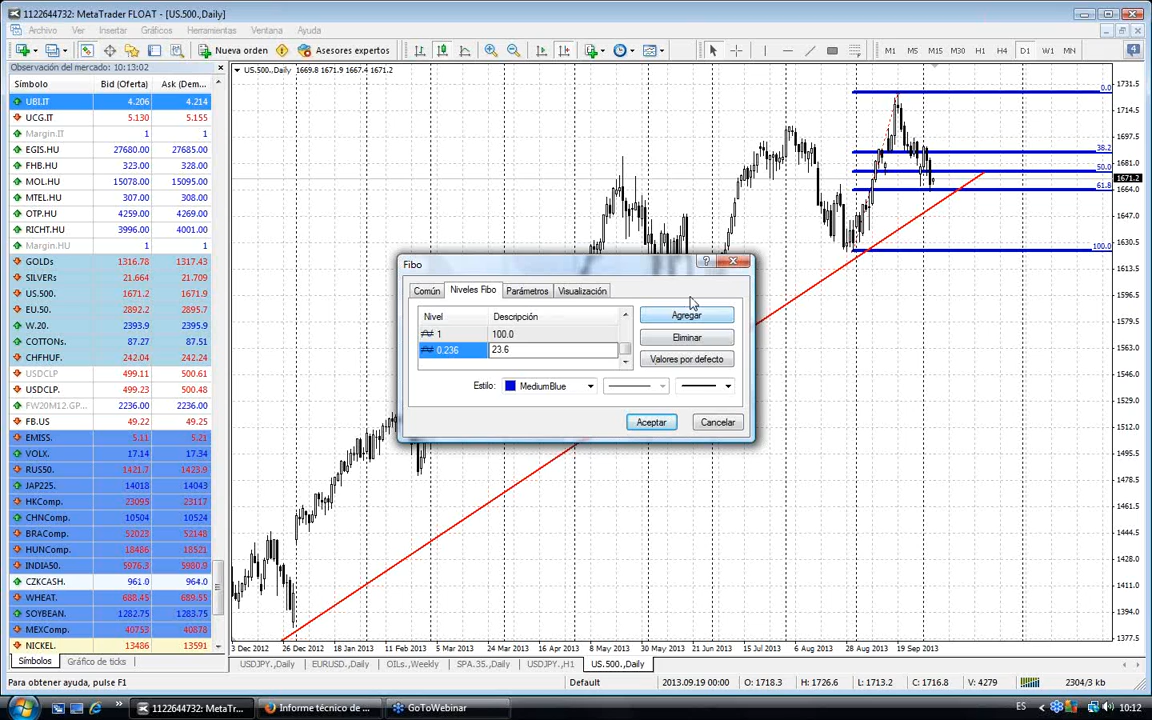 1122644732: MetaTrader FLOAT - [US.500.,Daily]
Archivo Ver Insertar Gráficos Herramientas Ventana Ayuda
Nueva orden Asesores expertos M1 M5 M15 M30 H1 H4 D1 W1 MN 4
Observación del mercado: 10:13:02
Símbolo Bid (Oferta) Ask (Dem...
UBI.IT 4.206 4.214
UCG.IT 5.130 5.155
Margin.IT 1 1
EGIS.HU 27680.00 27685.00
FHB.HU 323.00 328.00
MOL.HU 15078.00 15095.00
MTEL.HU 307.00 308.00
OTP.HU 4259.00 4269.00
RICHT.HU 3996.00 4001.00
Margin.HU 1 1
GOLDs 1316.78 1317.43
SILVERs 21.664 21.709
US.500. 1671.2 1671.9
EU.50. 2892.2 2895.7
W.20. 2393.9 2395.9
COTTONs. 87.27 87.51
CHFHUF. 242.04 242.24
USDCLP 499.11 500.61
USDCLP. 499.23 500.48
FW20M12.GP... 2236.00 2236.00
FB.US 49.22 49.25
EMISS. 5.11 5.21
VOLX. 17.14 17.34
RUS50. 1421.7 1423.9
JAP225. 14018 14043
HKComp. 23095 23117
CHNComp. 10504 10524
BRAComp. 52028 52148
HUNComp. 18486 18521
INDIA50. 5976.3 5980.9
CZKCASH. 961.0 964.0
WHEAT. 688.45 689.55
SOYBEAN. 1282.75 1283.75
MEXComp. 40753 40878
NICKEL. 13486 13591
Símbolos Gráfico de ticks
US.500.,Daily 1669.8 1671.9 1667.4 1671.2
0.0
38.2
50.0
61.8
100.0
1731.5
1714.5
1697.5
1681.0
1671.2
1664.0
1647.0
1630.5
1613.5
1596.5
1579.5
1562.5
1546.0
1529.0
1512.0
1495.5
1478.5
1461.5
1444.5
1428.0
1411.0
1394.0
1377.5
Fibo
Común Niveles Fibo Parámetros Visualización
Nivel Descripción
1 100.0
0.236 23.6
Agregar
Eliminar
Valores por defecto
Estilo: MediumBlue
Aceptar Cancelar
3 Dec 2012 26 Dec 2012 18 Jan 2013 11 Feb 2013 5 Mar 2013 24 Mar 2013 16 Apr 2013 8 May 2013 30 May 2013 21 Jun 2013 15 Jul 2013 6 Aug 2013 28 Aug 2013 19 Sep 2013
USDJPY.,Daily EURUSD.,Daily OILs.,Weekly SPA.35.,Daily USDJPY.,H1 US.500.,Daily
Para obtener ayuda, pulse F1 Default 2013.09.19 00:00 O: 1718.3 H: 1726.6 L: 1713.2 C: 1716.8 V: 4279 2304/3 kb
1122644732: MetaTr... Informe técnico de ... GoToWebinar ES 10:12